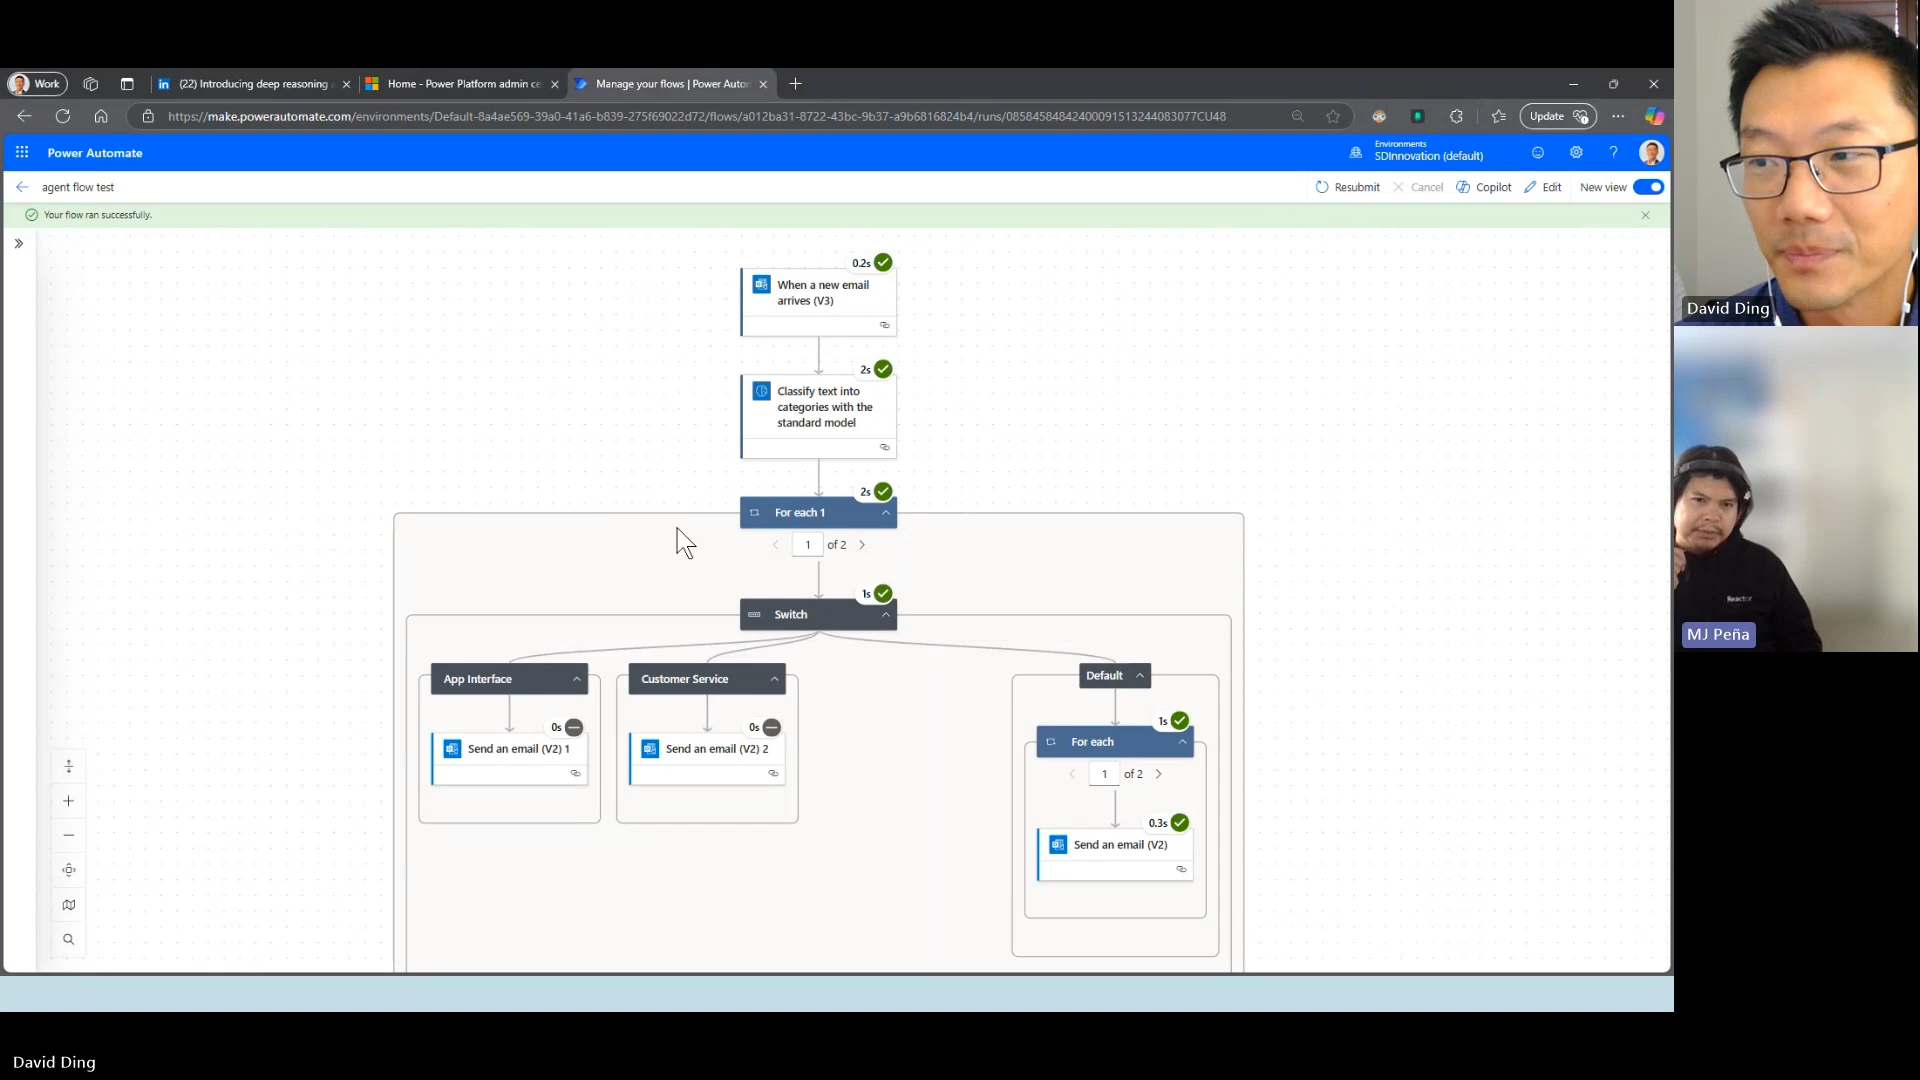 Work
(22) Introducing deep reasoning
Home - Power Platform admin ce
Manage your flows | Power Autor
https://make.powerautomate.com/environments/Default-8a4ae569-39a0-41a6-b839-275f69022d72/flows/a012ba31-8722-43bc-9b37-a9b6816824b4/runs/08584584842400091513244083077CU48
Update
Power Automate
Environments
SDInnovation (default)
agent flow test
Resubmit
Cancel
Copilot
Edit
New view
Your flow ran successfully.
0.2s
When a new email
arrives (V3)
2s
Classify text into
categories with the
standard model
2s
For each 1
1 of 2
1s
Switch
App Interface
Customer Service
Default
0s
Send an email (V2) 1
0s
Send an email (V2) 2
1s
For each
1 of 2
0.3s
Send an email (V2)
David Ding
Reactor
MJ Peña
David Ding